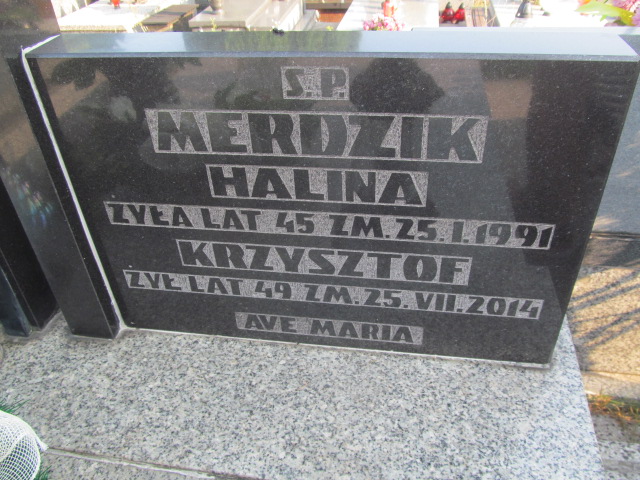 Ś.P.
MERDZIK
HALINA
ŻYŁA LAT 45 ZM. 25.I.1991
KRZYSZTOF
ŻYŁ LAT 49 ZM. 25.VII.2014
AVE MARIA